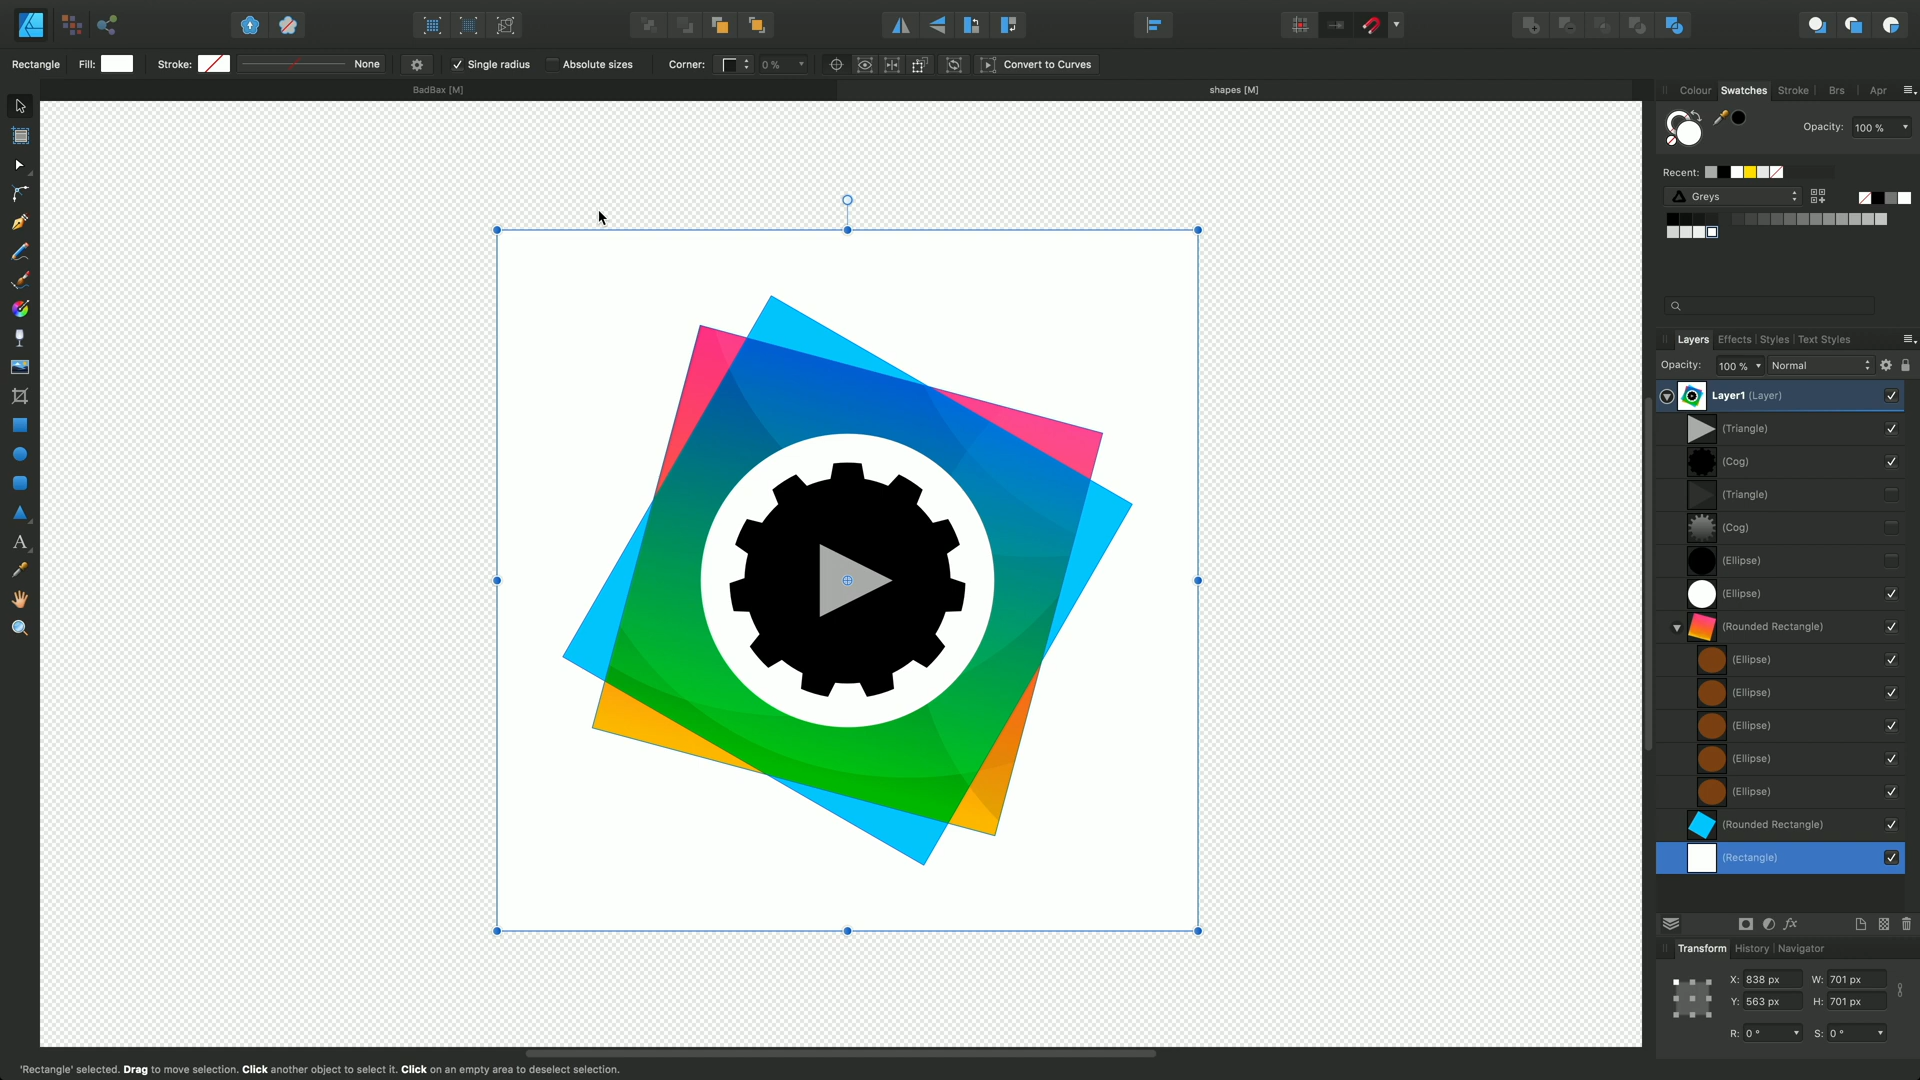 Rectangle Fill: Stroke: None Single radius Absolute sizes Corner: 0 % Convert to Curves
BadBax [M] shapes [M]
Colour Swatches Stroke Brs Apr
Opacity: 100 %
Recent:
Greys
Layers Effects Styles Text Styles
Opacity: 100 % Normal
Layer1 (Layer)
(Triangle)
(Cog)
(Triangle)
(Cog)
(Ellipse)
(Ellipse)
(Rounded Rectangle)
(Ellipse)
(Ellipse)
(Ellipse)
(Ellipse)
(Ellipse)
(Rounded Rectangle)
(Rectangle)
fx
Transform History Navigator
X: 838 px W: 701 px
Y: 563 px H: 701 px
R: 0 ° S: 0 °
'Rectangle' selected. Drag to move selection. Click another object to select it. Click on an empty area to deselect selection.